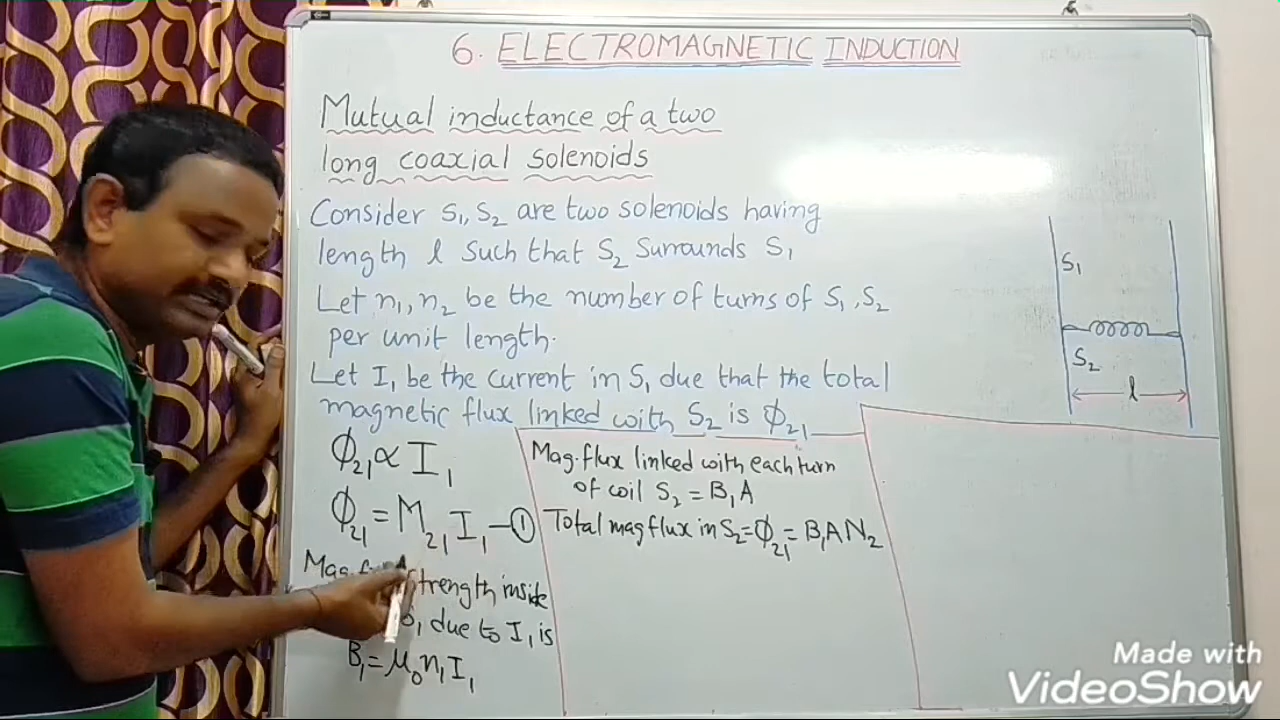 6. ELECTROMAGNETIC INDUCTION
Mutual inductance of a two
long coaxial solenoids
Consider S₁, S₂ are two solenoids having
length l such that S₂ surrounds S₁
Let n₁, n₂ be the number of turns of S₁, S₂
per unit length.
Let I₁ be the current in S₁ due that the total
magnetic flux linked with S₂ is ϕ₂₁
ϕ₂₁ ∝ I₁
ϕ₂₁ = M₂₁ I₁ — ①
Mag. strength inside
due to I₁ is
B₁ = μ₀ n₁ I₁
Mag. flux linked with each turn
of coil S₂ = B₁A
Total mag flux in S₂ = ϕ₂₁ = B₁AN₂
S₁
S₂
l
Made with
VideoShow